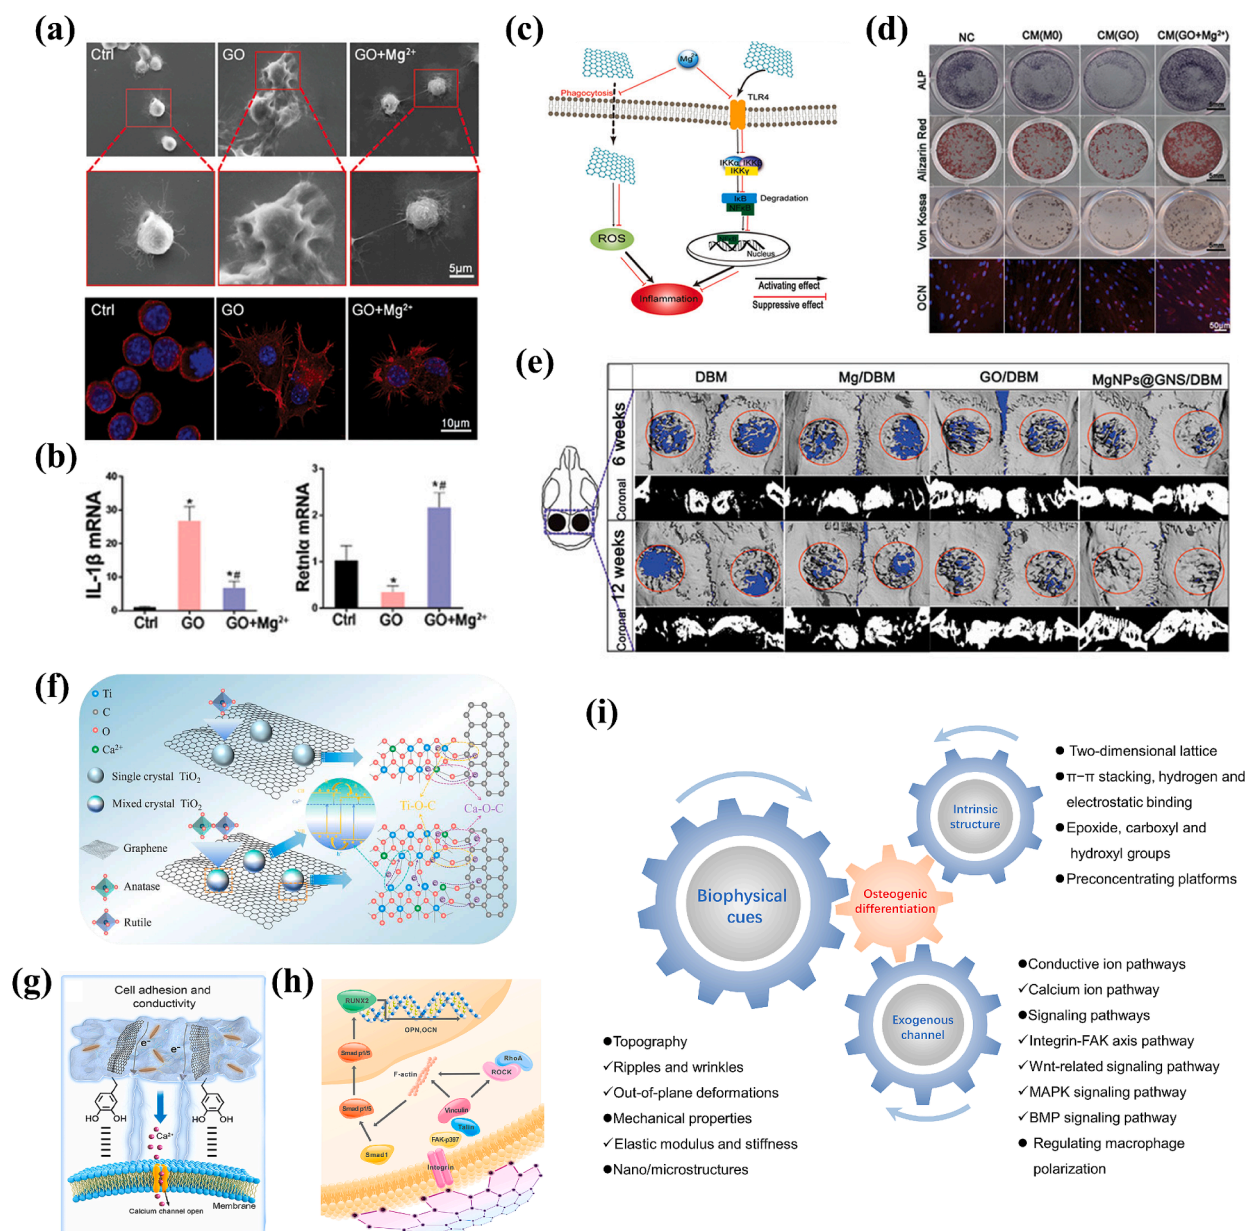 (a)
Ctrl
GO
GO+Mg²⁺
5μm
Ctrl
GO
GO+Mg²⁺
10μm
(b)
IL-1β mRNA
40
30
20
10
0
*
*#
Ctrl
GO
GO+Mg²⁺
Retnlα mRNA
3
2
1
0
*
*#
Ctrl
GO
GO+Mg²⁺
(c)
Mg²⁺
Phagocytosis
TLR4
IKKα
IKKγ
IκB
NFκB
Degradation
ROS
Nucleus
Inflammation
Activating effect
Suppressive effect
(d)
NC
CM(M0)
CM(GO)
CM(GO+Mg²⁺)
ALP
5mm
Alizarin Red
5mm
Von Kossa
5mm
OCN
50μm
(e)
DBM
Mg/DBM
GO/DBM
MgNPs@GNS/DBM
6 weeks
Coronal
12 weeks
Coronal
(f)
Ti
C
O
Ca²⁺
Single crystal TiO₂
Mixed crystal TiO₂
Graphene
Anatase
Rutile
Ti-O-C
Ca-O-C
(g)
Cell adhesion and
conductivity
e⁻
e⁻
HO
OH
HO
OH
Ca²⁺
Membrane
Calcium channel open
(h)
RUNX2
OPN,OCN
Smad p1/5
RhoA
ROCK
F-actin
Smad p1/5
Vinculin
Talin
FAK-p397
Smad1
Integrin
(i)
Biophysical
cues
Osteogenic
differentiation
Intrinsic
structure
Exogenous
channel
●Two-dimensional lattice
●π−π stacking, hydrogen and
electrostatic binding
●Epoxide, carboxyl and
hydroxyl groups
●Preconcentrating platforms
●Conductive ion pathways
✓Calcium ion pathway
●Signaling pathways
✓Integrin-FAK axis pathway
✓Wnt-related signaling pathway
✓MAPK signaling pathway
✓BMP signaling pathway
●Regulating macrophage
polarization
●Topography
✓Ripples and wrinkles
✓Out-of-plane deformations
●Mechanical properties
✓Elastic modulus and stiffness
●Nano/microstructures